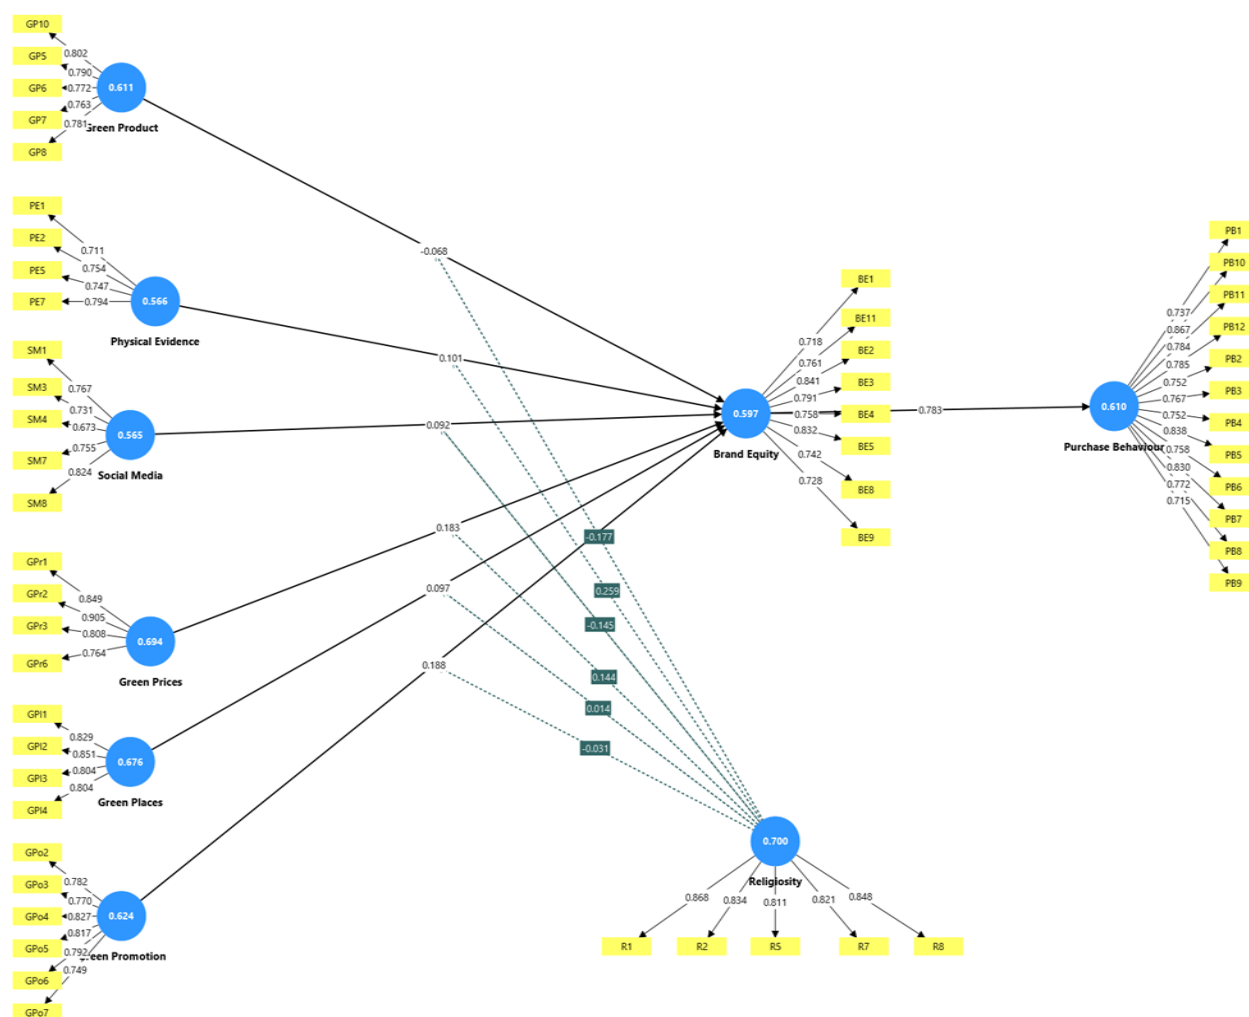 GP10
0.802
GP5
0.790
GP6
0.772
0.611
GP7
0.763
0.781
Green Product
GP8
PE1
0.711
PE2
0.754
PE5
0.747
PE7
0.794
0.566
Physical Evidence
SM1
0.767
SM3
0.731
SM4
0.673
0.565
SM7
0.755
0.824
Social Media
SM8
GPr1
0.849
GPr2
0.905
GPr3
0.808
0.694
GPr6
0.764
Green Prices
GPl1
0.829
GPl2
0.851
GPl3
0.804
0.676
0.804
Green Places
GPl4
GPo2
0.782
GPo3
0.770
GPo4
0.827
0.624
GPo5
0.817
0.792
Green Promotion
GPo6
0.749
GPo7
-0.068
0.101
0.092
0.183
0.097
0.188
-0.177
0.259
-0.145
0.144
0.014
-0.031
0.597
Brand Equity
BE1
0.718
BE11
0.761
BE2
0.841
BE3
0.791
BE4
0.758
BE5
0.832
BE8
0.742
BE9
0.728
0.783
0.610
Purchase Behaviour
PB1
0.737
PB10
0.867
PB11
0.784
PB12
0.785
PB2
0.752
PB3
0.767
PB4
0.752
PB5
0.838
PB6
0.758
PB7
0.830
PB8
0.772
PB9
0.715
0.700
Religiosity
0.868
0.834
0.811
0.821
0.848
R1
R2
R5
R7
R8